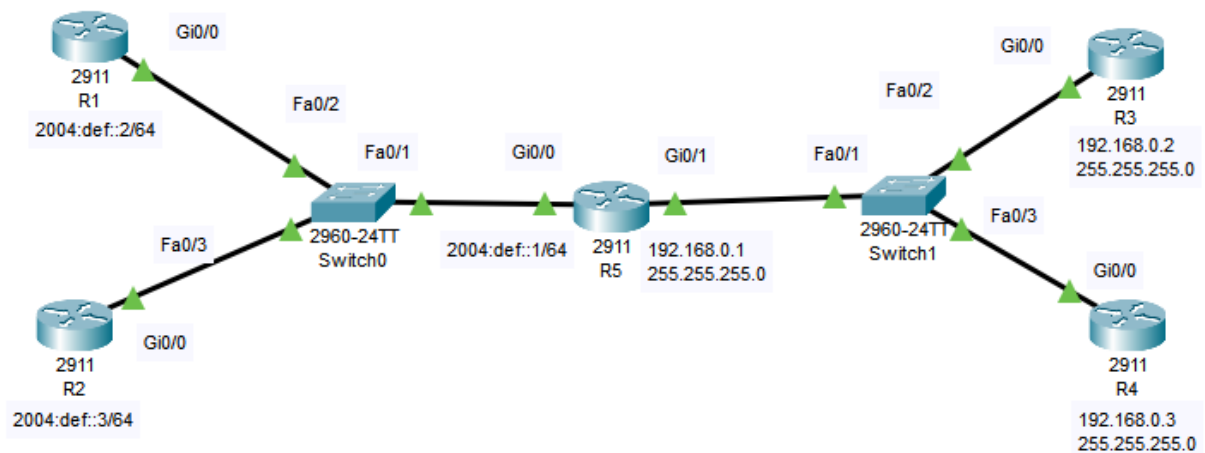 Gi0/0
2911
R1
2004:def::2/64
Fa0/2
Fa0/1
Fa0/3
2960-24TT
Switch0
Gi0/0
2911
R2
2004:def::3/64
Gi0/0
2004:def::1/64
2911
R5
Gi0/1
192.168.0.1
255.255.255.0
Fa0/1
Fa0/2
2960-24TT
Switch1
Fa0/3
Gi0/0
2911
R3
192.168.0.2
255.255.255.0
Gi0/0
2911
R4
192.168.0.3
255.255.255.0